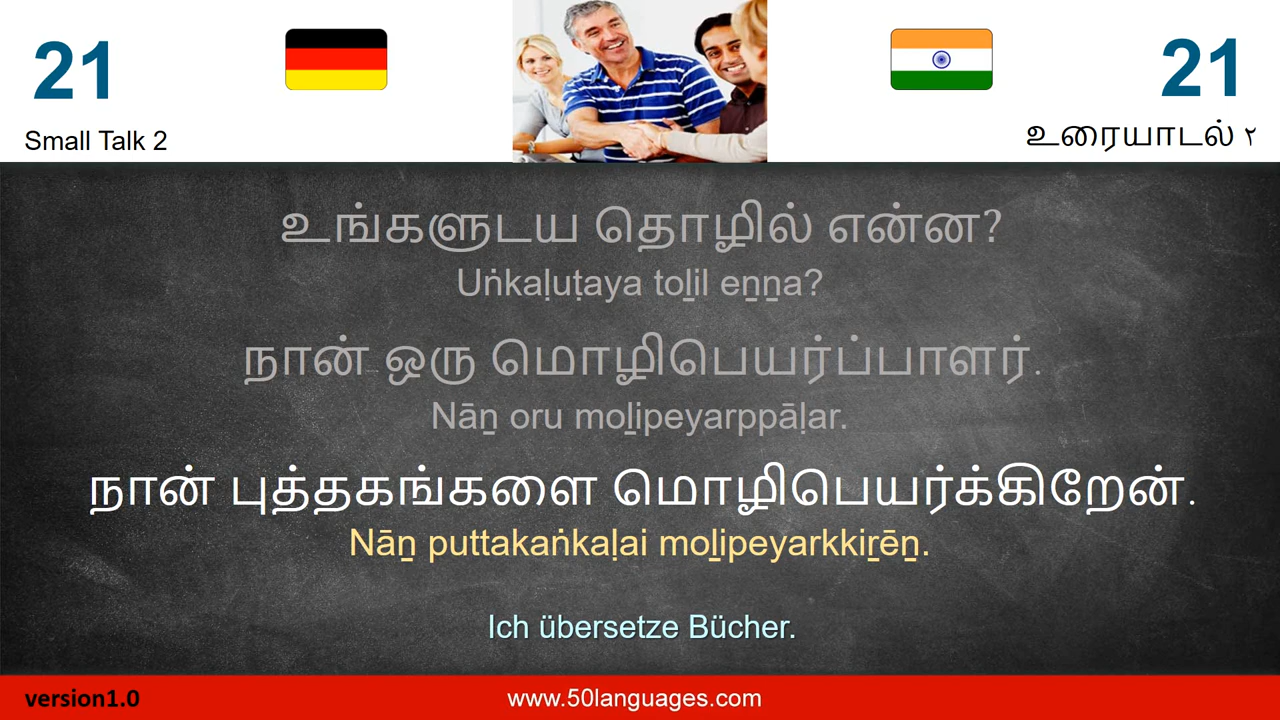 21
21
Small Talk 2
உரையாடல் ٢
உங்களுடய தொழில் என்ன?
Uṅkaḷuṭaya toḻil eṉṉa?
நான் ஒரு மொழிபெயர்ப்பாளர்.
Nāṉ oru moḻipeyarppāḷar.
நான் புத்தகங்களை மொழிபெயர்க்கிறேன்.
Nāṉ puttakaṅkaḷai moḻipeyarkkiṟēṉ.
Ich übersetze Bücher.
version1.0
www.50languages.com